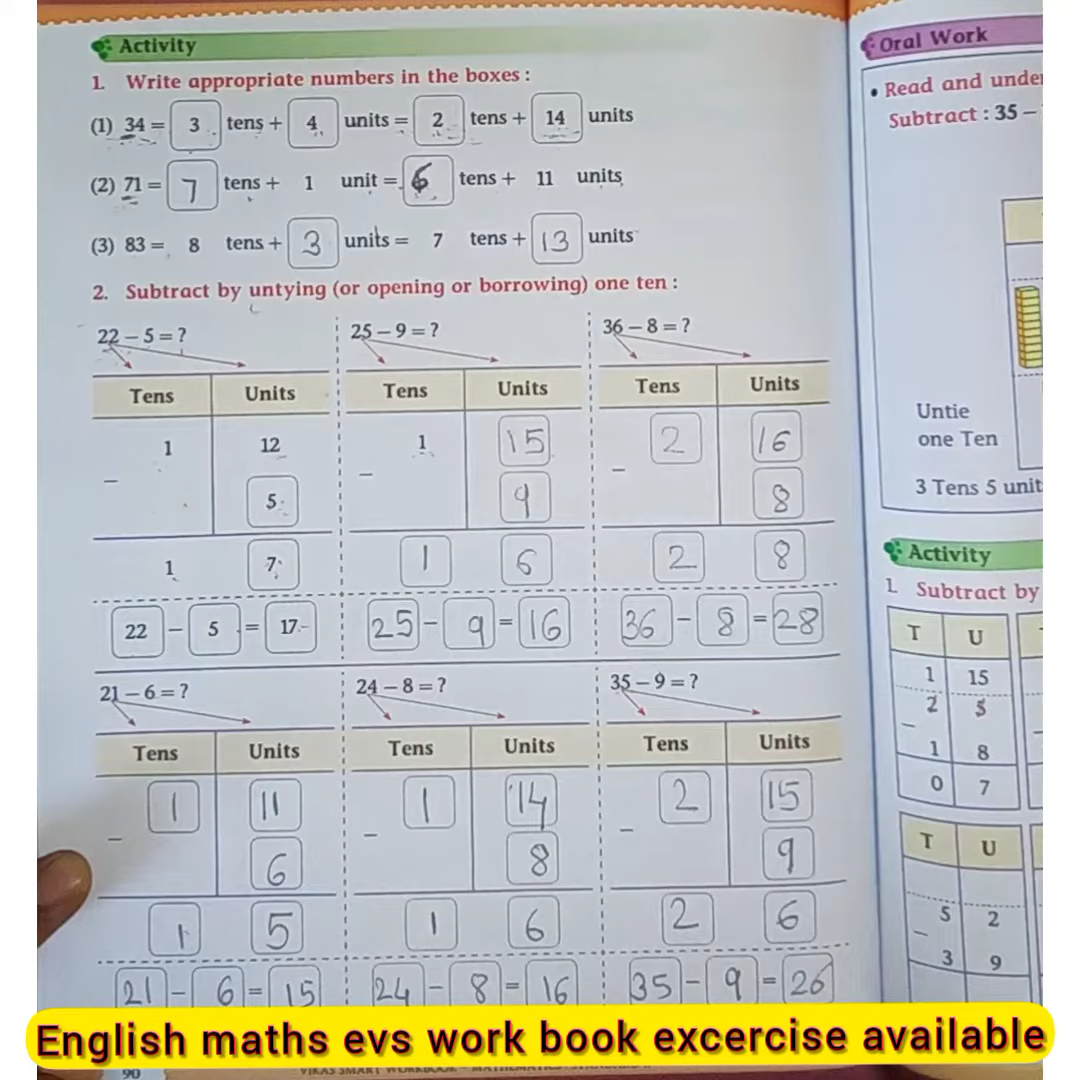 Activity
1. Write appropriate numbers in the boxes :
(1) 34 = 3 tens + 4 units = 2 tens + 14 units
(2) 71 = 7 tens + 1 unit = 6 tens + 11 units
(3) 83 = 8 tens + 3 units = 7 tens + 13 units
2. Subtract by untying (or opening or borrowing) one ten :
22 – 5 = ? 25 – 9 = ? 36 – 8 = ?
Tens Units Tens Units Tens Units
1 12 1 15 2 16
– 5 – 9 – 8
1 7 1 6 2 8
22 – 5 = 17 25 – 9 = 16 36 – 8 = 28
21 – 6 = ? 24 – 8 = ? 35 – 9 = ?
Tens Units Tens Units Tens Units
1 11 1 14 2 15
– 6 – 8 – 9
1 5 1 6 2 6
21 – 6 = 15 24 – 8 = 16 35 – 9 = 26
90
Oral Work
• Read and
Subtract : 35 –
Untie
one Ten
3 Tens 5
Activity
1. Subtract by
T U
1 15
2 5
– 1 8
0 7
T U
5 2
– 3 9
English maths evs work book excercise available